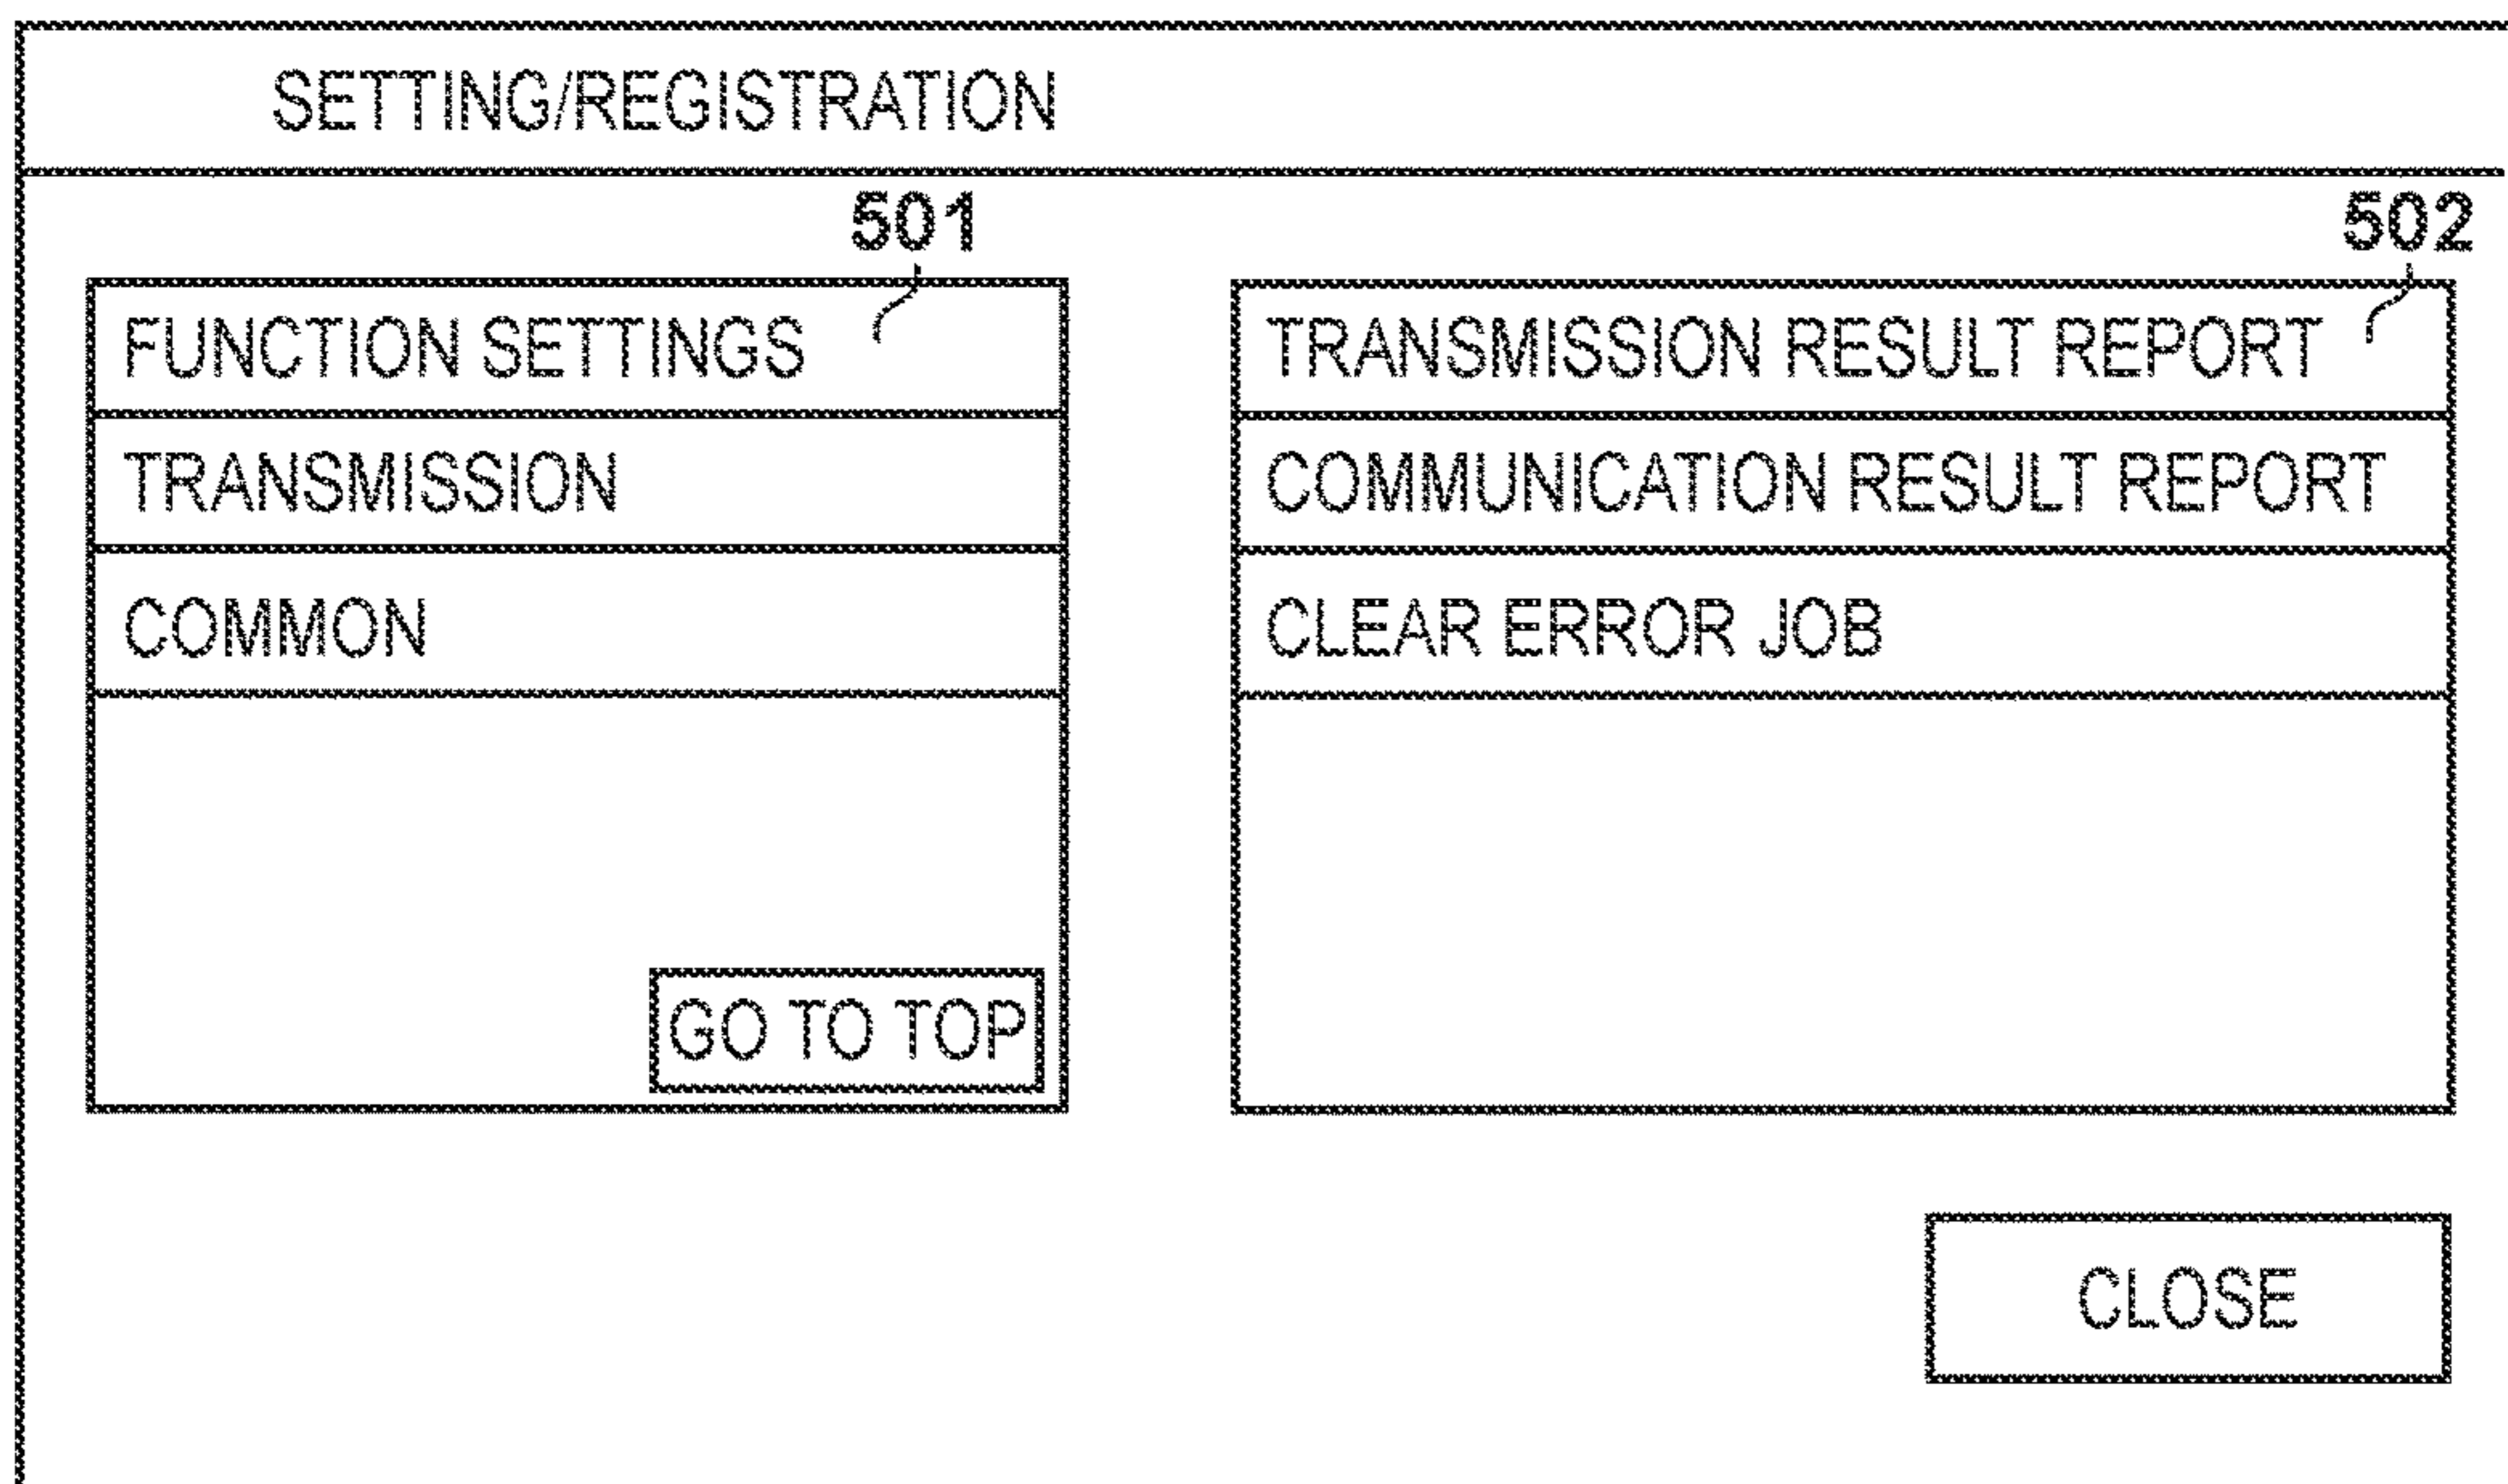 SETTING/REGISTRATION
501
FUNCTION SETTINGS
TRANSMISSION
COMMON
GO TO TOP
502
TRANSMISSION RESULT REPORT
COMMUNICATION RESULT REPORT
CLEAR ERROR JOB
CLOSE